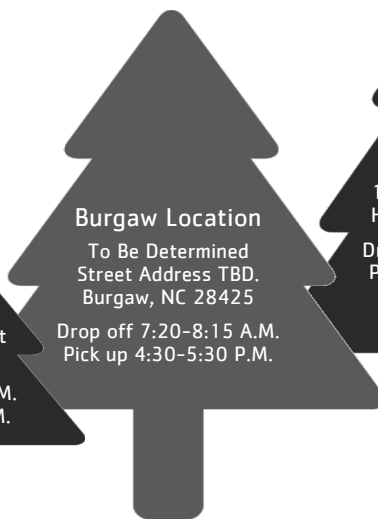 Burgaw Location
To Be Determined
Street Address TBD.
Burgaw, NC 28425
Drop off 7:20-8:15 A.M.
Pick up 4:30-5:30 P.M.